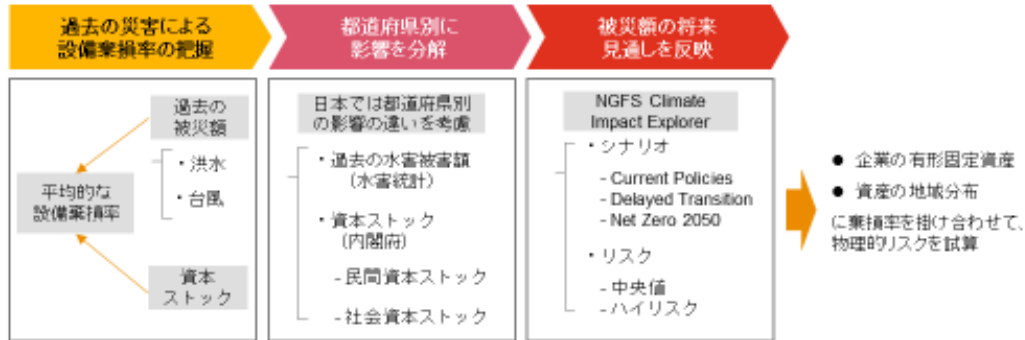 過去の災害による
設備棄損率の把握
過去の
被災額
・洪水
・台風
平均的な
設備棄損率
資本
ストック
都道府県別に
影響を分解
日本では都道府県別
の影響の違いを考慮
・過去の水害被害額
(水害統計)
・資本ストック
(内閣府)
-民間資本ストック
-社会資本ストック
被災額の将来
見通しを反映
NGFS Climate
Impact Explorer
・シナリオ
- Current Policies
- Delayed Transition
- Net Zero 2050
・リスク
- 中央値
- ハイリスク
● 企業の有形固定資産
● 資産の地域分布
に棄損率を掛け合わせて、
物理的リスクを試算